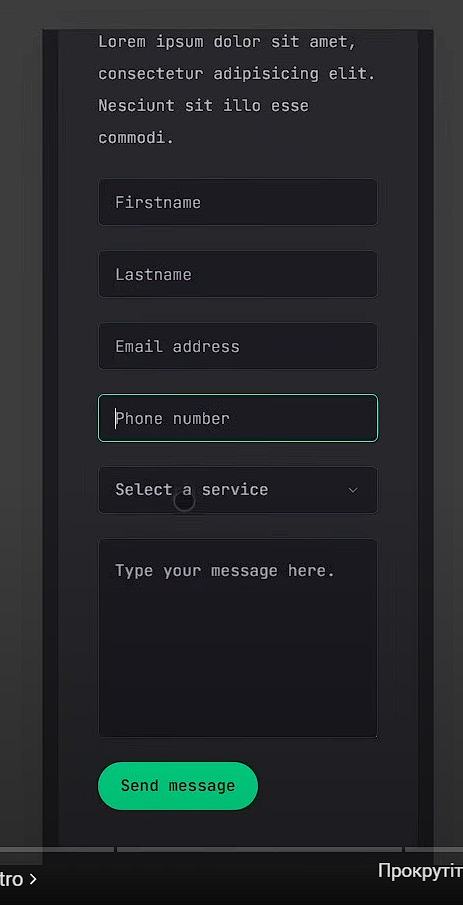 Lorem ipsum dolor sit amet,
consectetur adipisicing elit.
Nesciunt sit illo esse
commodi.
Firstname
Lastname
Email address
Phone number
Select a service
Type your message here.
Send message
tro >
Прокрутіт